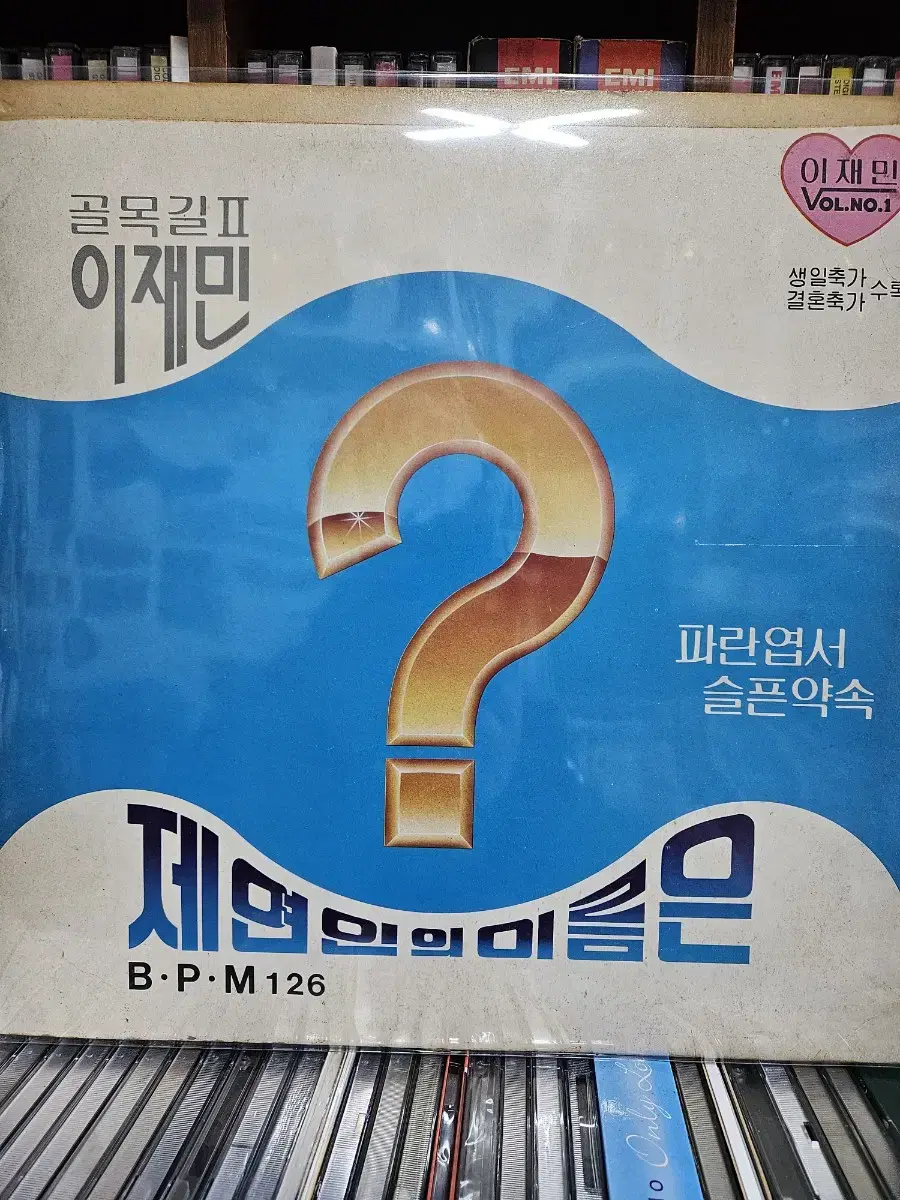 EMI EMI
골목길 II
이재민
이재민
VOL.NO.1
생일축가
결혼축가 수록
파란엽서
슬픈약속
제 연인의 이름은
B·P·M 126